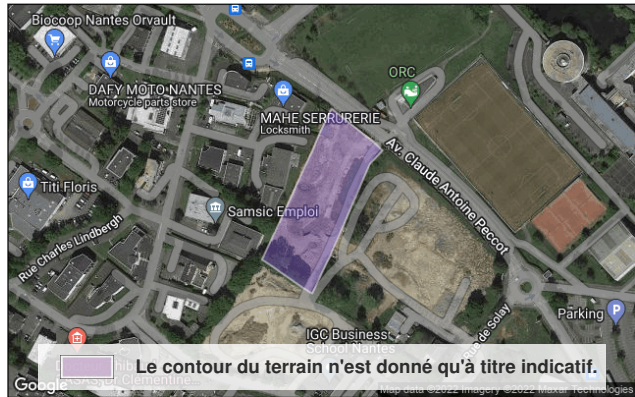 Biocoop Nantes Orvault
DAFY MOTO NANTES
Motorcycle parts store
ORC
MAHE SERRURERIE
Locksmith
Av. Claude Antoine Peccot
Titi Floris
Samsic Emploi
Rue Charles Lindbergh
Parking
IGC Business
School Nantes
de Solay
Le contour du terrain n'est donné qu'à titre indicatif.
Clémentine
Google
Map data ©2022 Imagery ©2022 Maxar Technologies